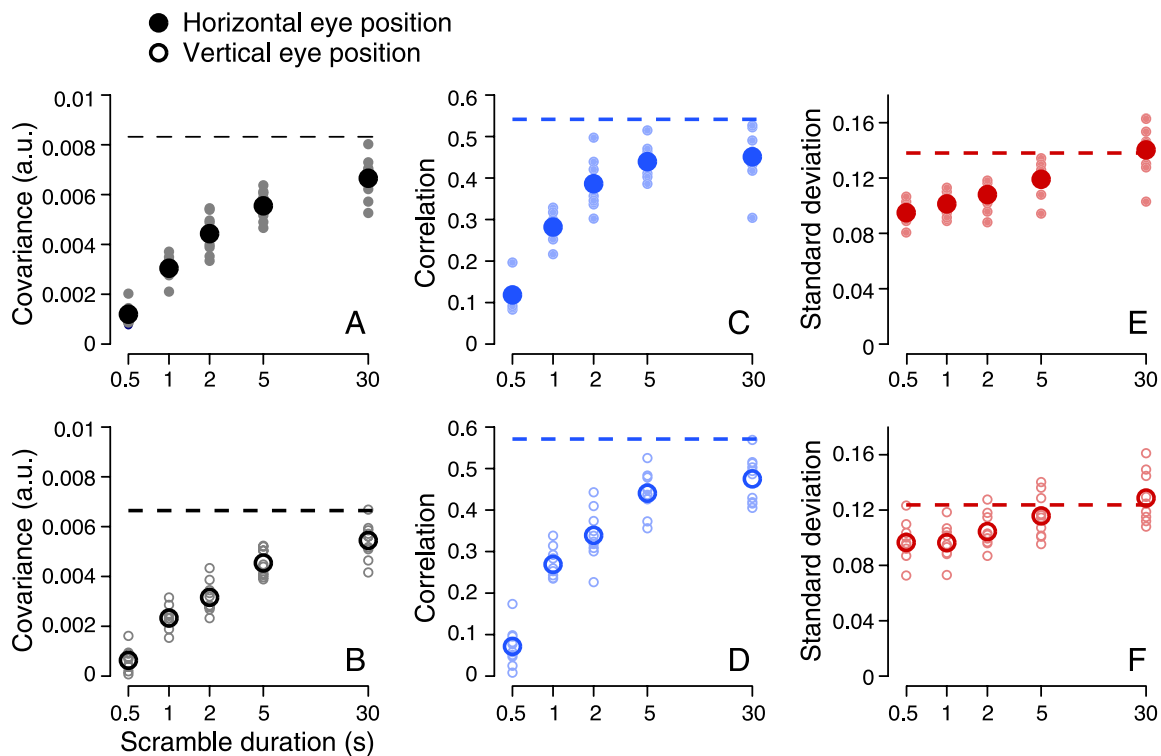 Horizontal eye position
Vertical eye position
Covariance (a.u.)
0.01
0.008
0.006
0.004
0.002
0
0.5 1 2 5 30
A
Correlation
0.6
0.5
0.4
0.3
0.2
0.1
0
0.5 1 2 5 30
C
Standard deviation
0.16
0.12
0.08
0.04
0
0.5 1 2 5 30
E
Covariance (a.u.)
0.01
0.008
0.006
0.004
0.002
0
0.5 1 2 5 30
Scramble duration (s)
B
Correlation
0.6
0.5
0.4
0.3
0.2
0.1
0
0.5 1 2 5 30
D
Standard deviation
0.16
0.12
0.08
0.04
0
0.5 1 2 5 30
F